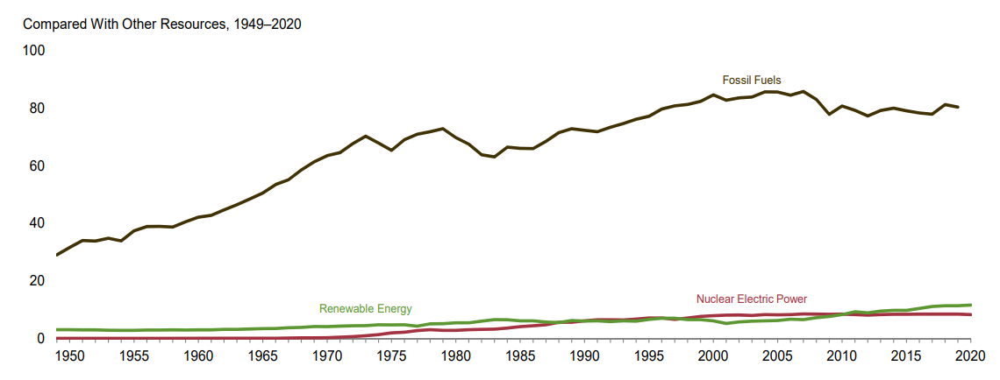 Compared With Other Resources, 1949–2020
100
Fossil Fuels
80
60
40
20
Nuclear Electric Power
Renewable Energy
0
1950 1955 1960 1965 1970 1975 1980 1985 1990 1995 2000 2005 2010 2015 2020